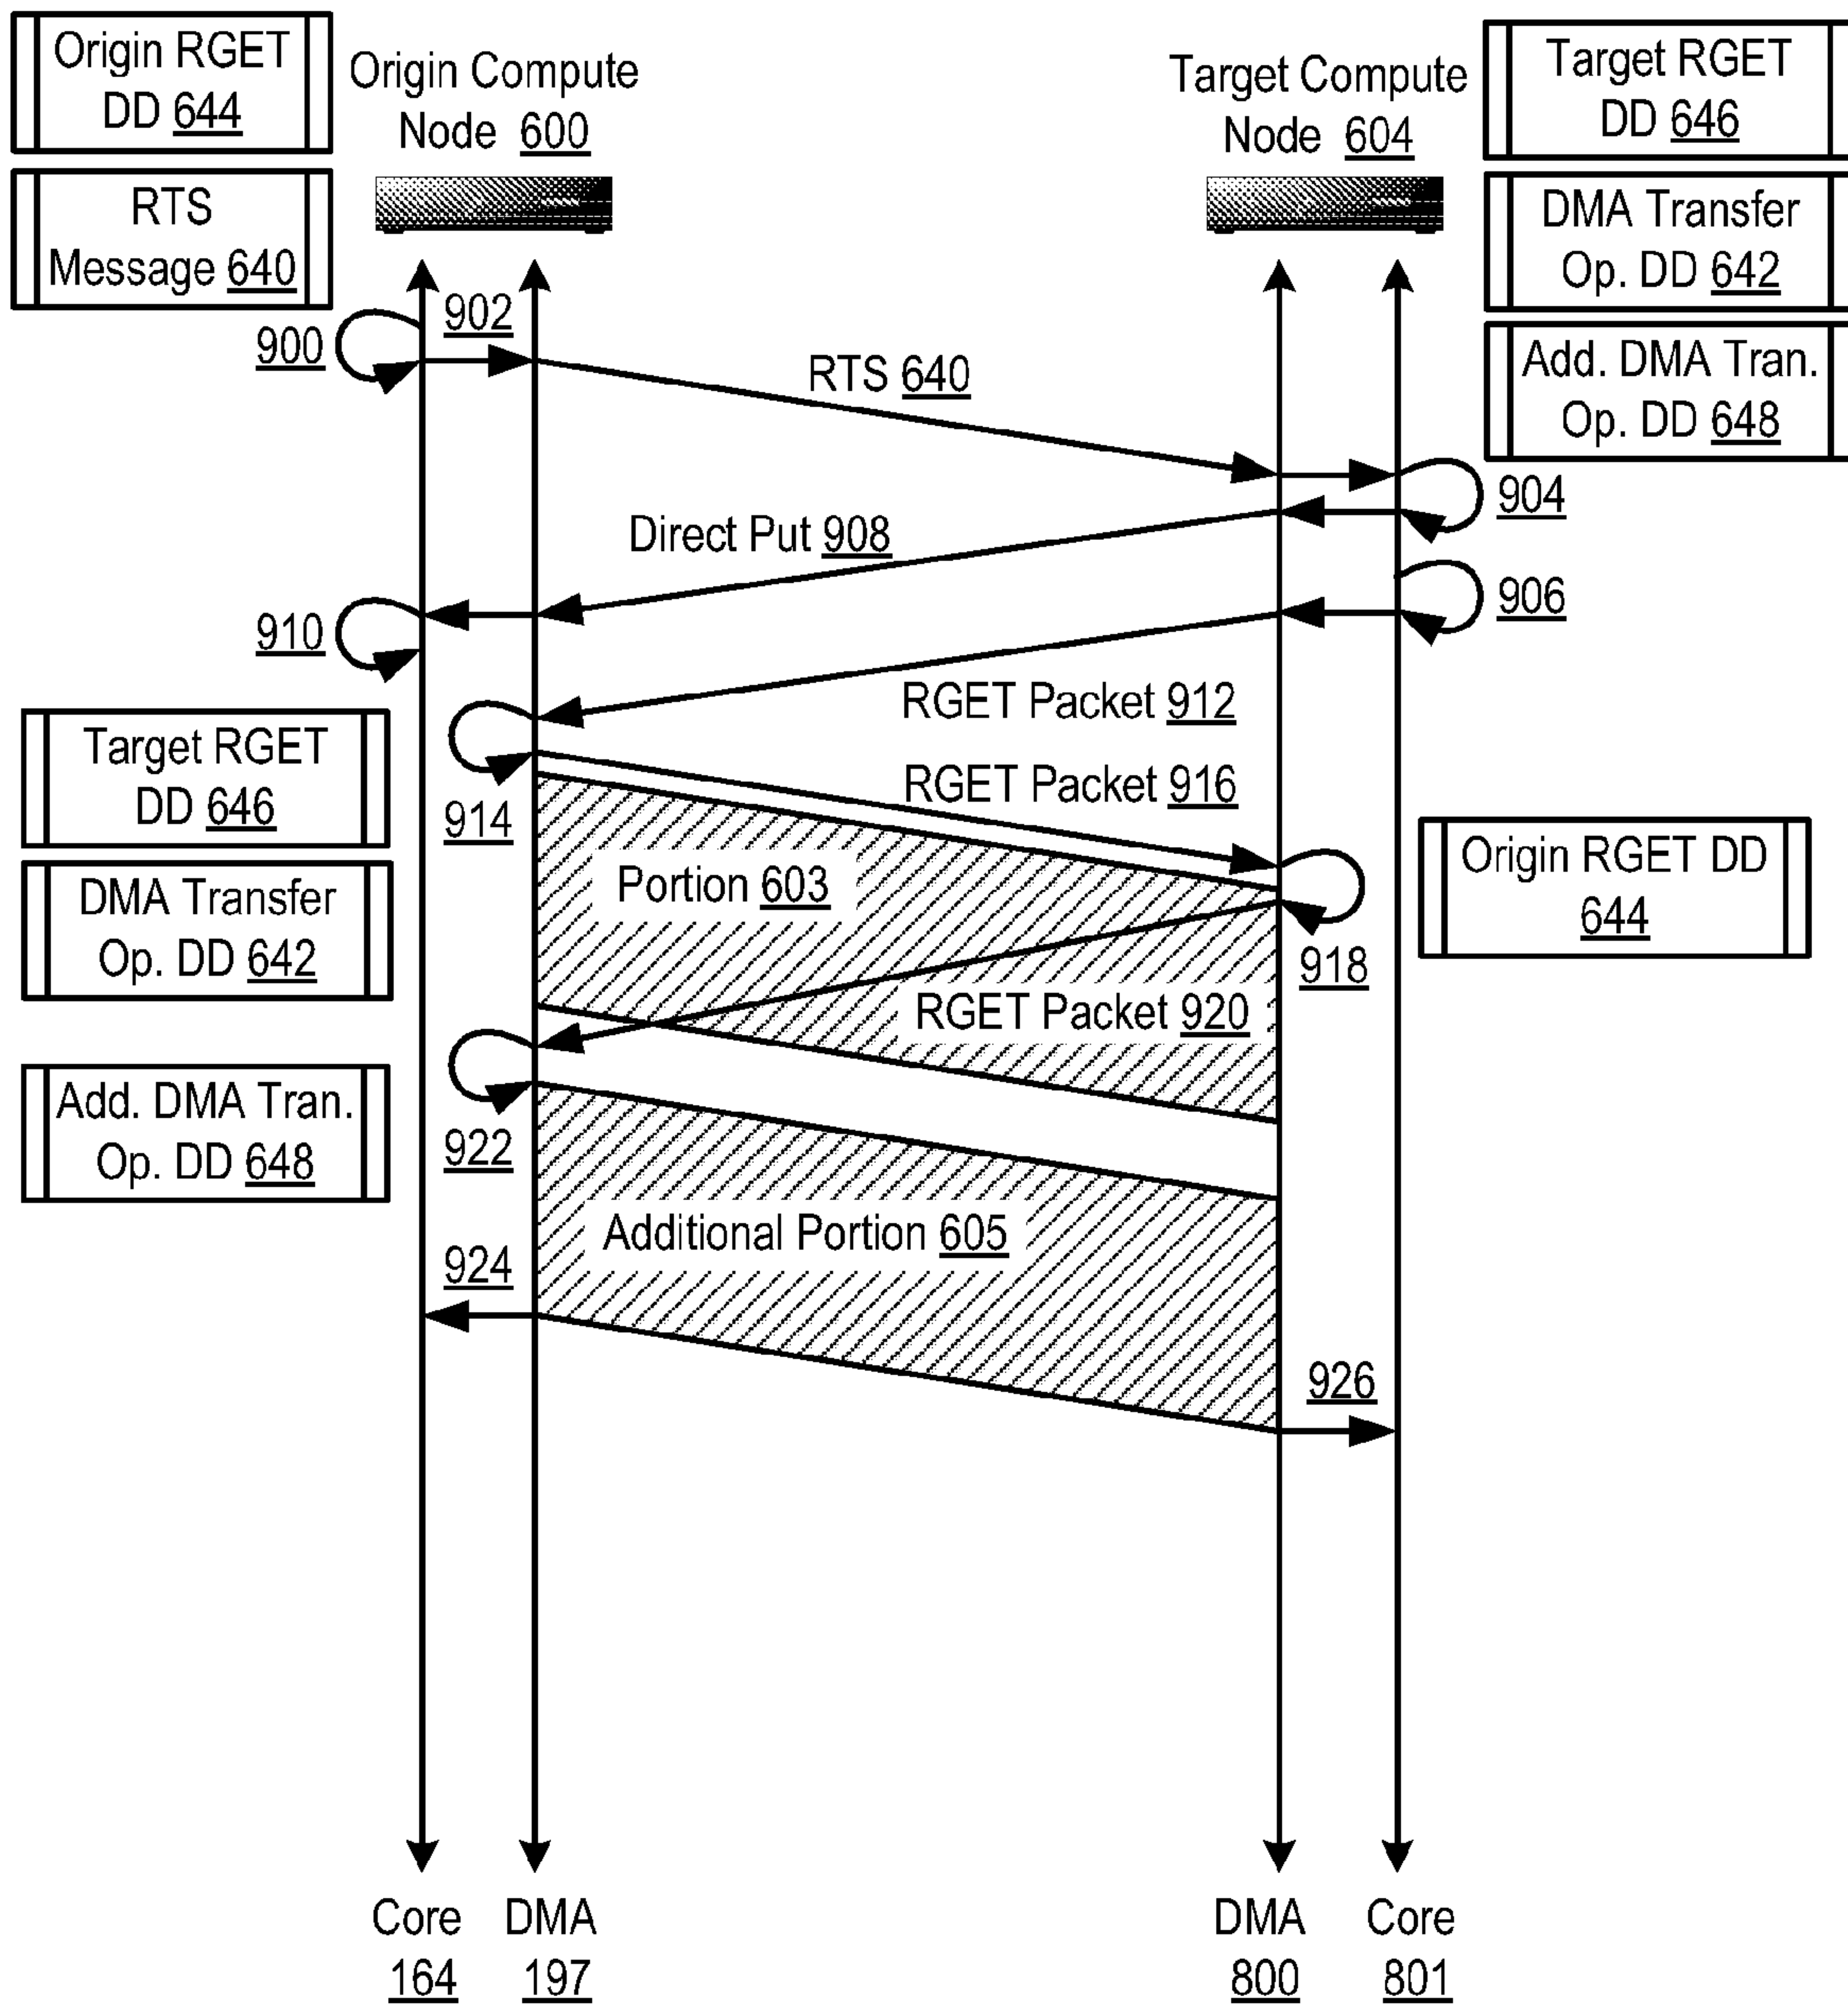 Origin RGET
DD 644
Origin Compute
Node 600
Target Compute
Node 604
Target RGET
DD 646
RTS
Message 640
DMA Transfer
Op. DD 642
Add. DMA Tran.
Op. DD 648
900
902
RTS 640
904
Direct Put 908
906
910
RGET Packet 912
Target RGET
DD 646
914
RGET Packet 916
Portion 603
Origin RGET DD
644
DMA Transfer
Op. DD 642
918
RGET Packet 920
Add. DMA Tran.
Op. DD 648
922
Additional Portion 605
924
926
Core
164
DMA
197
DMA
800
Core
801